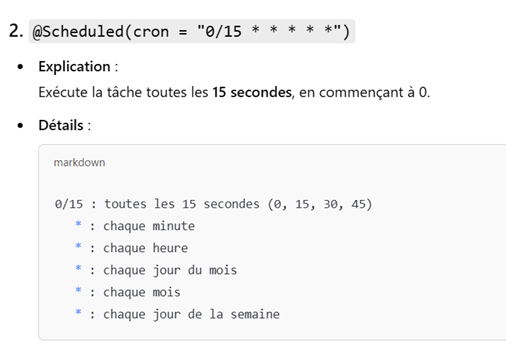 2. @Scheduled(cron = "0/15 * * * * *")
• Explication :
Exécute la tâche toutes les 15 secondes, en commençant à 0.
• Détails :
markdown
0/15 : toutes les 15 secondes (0, 15, 30, 45)
* : chaque minute
* : chaque heure
* : chaque jour du mois
* : chaque mois
* : chaque jour de la semaine